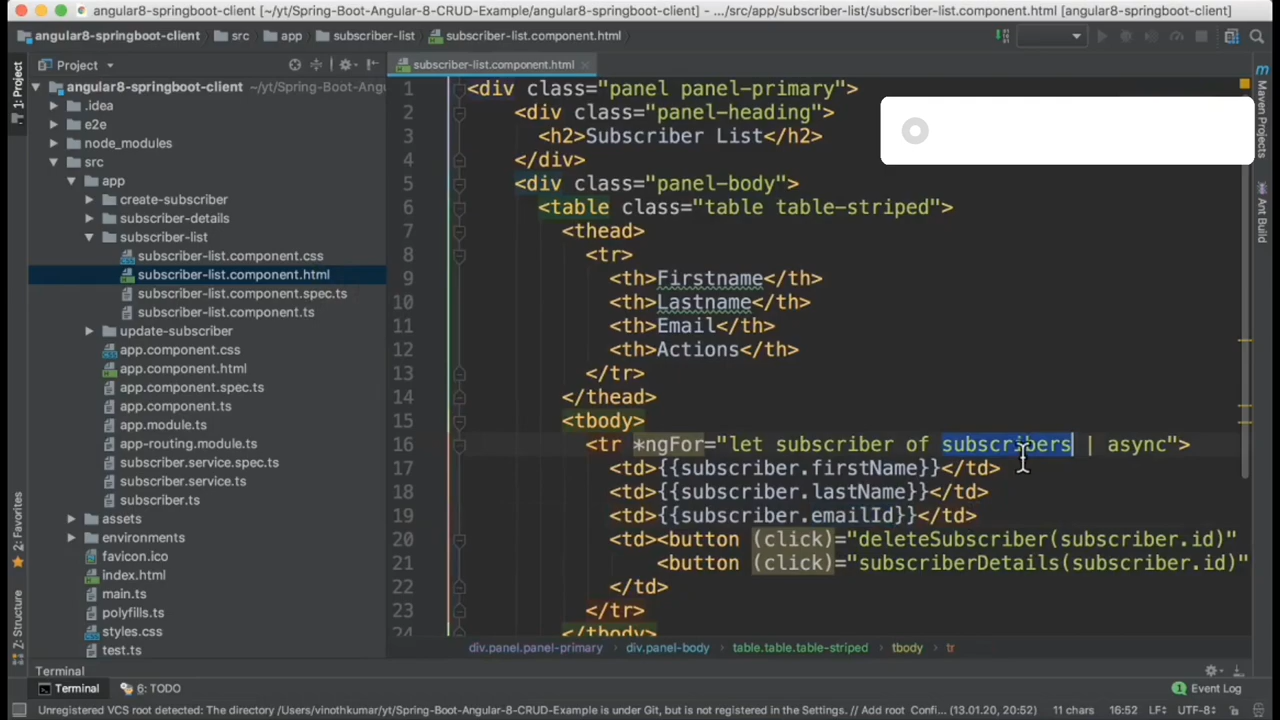 angular8-springboot-client [~/yt/Spring-Boot-Angular-8-CRUD-Example/angular8-springboot-client] - .../src/app/subscriber-list/subscriber-list.component.html [angular8-springboot-client]
angular8-springboot-client src app subscriber-list subscriber-list.component.html
1: Project
Project
subscriber-list.component.html
angular8-springboot-client ~/yt/Spring-Boot-Angu
.idea
e2e
node_modules
src
app
create-subscriber
subscriber-details
subscriber-list
subscriber-list.component.css
subscriber-list.component.html
subscriber-list.component.spec.ts
subscriber-list.component.ts
update-subscriber
app.component.css
app.component.html
app.component.spec.ts
app.component.ts
app.module.ts
app-routing.module.ts
subscriber.service.spec.ts
subscriber.service.ts
subscriber.ts
assets
environments
favicon.ico
index.html
main.ts
polyfills.ts
styles.css
test.ts
2: Favorites
Z: Structure
1 <div class="panel panel-primary">
2 <div class="panel-heading">
3 <h2>Subscriber List</h2>
4 </div>
5 <div class="panel-body">
6 <table class="table table-striped">
7 <thead>
8 <tr>
9 <th>Firstname</th>
10 <th>Lastname</th>
11 <th>Email</th>
12 <th>Actions</th>
13 </tr>
14 </thead>
15 <tbody>
16 <tr *ngFor="let subscriber of subscribers | async">
17 <td>{{subscriber.firstName}}</td>
18 <td>{{subscriber.lastName}}</td>
19 <td>{{subscriber.emailId}}</td>
20 <td><button (click)="deleteSubscriber(subscriber.id)"
21 <button (click)="subscriberDetails(subscriber.id)"
22 </td>
23 </tr>
24 </tbody>
Maven Projects
Ant Build
div.panel.panel-primary div.panel-body table.table.table-striped tbody tr
Terminal
Terminal 6: TODO Event Log
Unregistered VCS root detected: The directory /Users/vinothkumar/yt/Spring-Boot-Angular-8-CRUD-Example is under Git, but is not registered in the Settings. // Add root Confi... (13.01.20, 20:52) 11 chars 16:52 LF÷ UTF-8÷